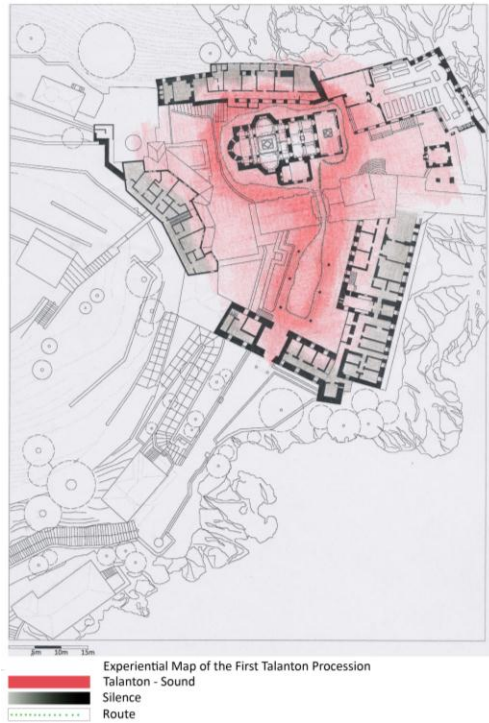 5m 10m 15m
Experiential Map of the First Talanton Procession
Talanton - Sound
Silence
Route